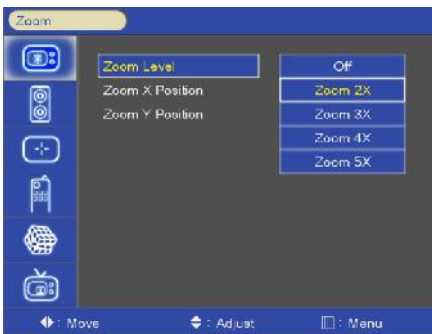 Zoom
Zoom Level Off
Zoom X Position Zoom 2X
Zoom Y Position Zoom 3X
Zoom 4X
Zoom 5X
: Move : Adjust : Menu